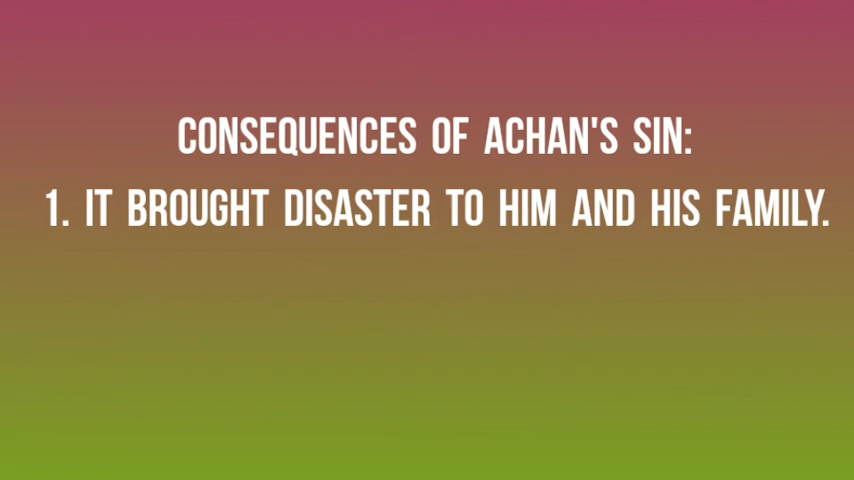 CONSEQUENCES OF ACHAN'S SIN:
1. IT BROUGHT DISASTER TO HIM AND HIS FAMILY.